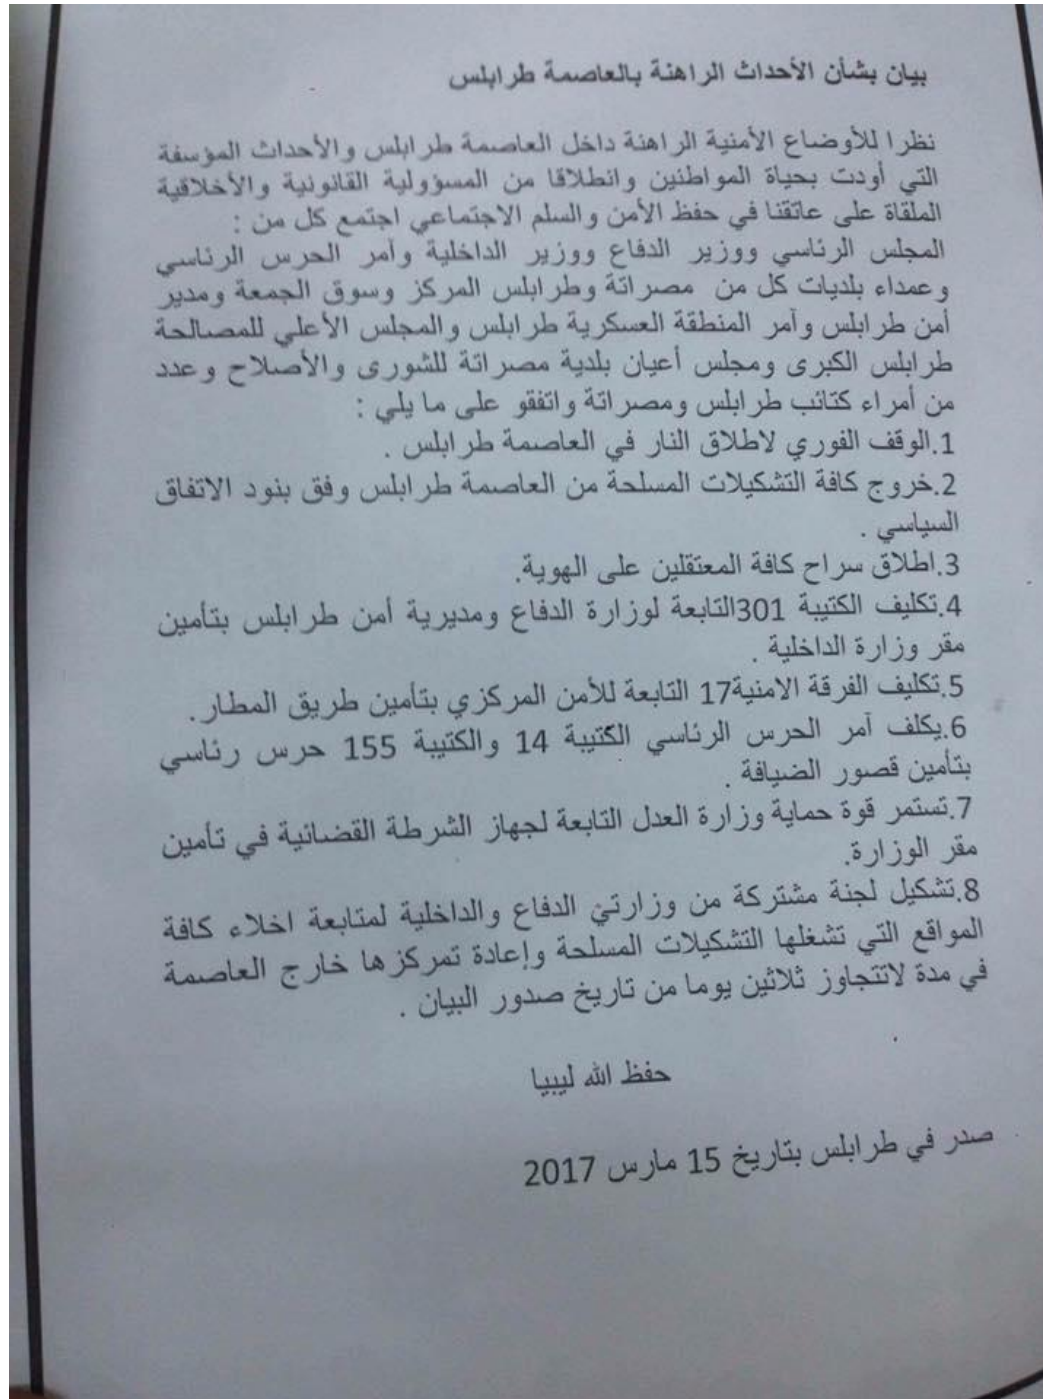 بيان بشأن الأحداث الراهنة بالعاصمة طرابلس
نظرا للأوضاع الأمنية الراهنة داخل العاصمة طرابلس والأحداث المؤسفة
التي أودت بحياة المواطنين وانطلاقا من المسؤولية القانونية والأخلاقية
الملقاة على عاتقنا في حفظ الأمن والسلم الاجتماعي اجتمع كل من :
المجلس الرئاسي ووزير الدفاع ووزير الداخلية وآمر الحرس الرئاسي
وعمداء بلديات كل من مصراتة وطرابلس المركز وسوق الجمعة ومدير
أمن طرابلس وآمر المنطقة العسكرية طرابلس والمجلس الأعلي للمصالحة
طرابلس الكبرى ومجلس أعيان بلدية مصراتة للشورى والأصلاح وعدد
من أمراء كتائب طرابلس ومصراتة واتفقو على ما يلي :
1.الوقف الفوري لاطلاق النار في العاصمة طرابلس .
2.خروج كافة التشكيلات المسلحة من العاصمة طرابلس وفق بنود الاتفاق
السياسي .
3.اطلاق سراح كافة المعتقلين على الهوية.
4.تكليف الكتيبة 301التابعة لوزارة الدفاع ومديرية أمن طرابلس بتأمين
مقر وزارة الداخلية .
5.تكليف الفرقة الامنية17 التابعة للأمن المركزي بتأمين طريق المطار.
6.يكلف آمر الحرس الرئاسي الكتيبة 14 والكتيبة 155 حرس رئاسي
بتأمين قصور الضيافة .
7.تستمر قوة حماية وزارة العدل التابعة لجهاز الشرطة القضائية في تأمين
مقر الوزارة.
8.تشكيل لجنة مشتركة من وزارتيْ الدفاع والداخلية لمتابعة اخلاء كافة
المواقع التي تشغلها التشكيلات المسلحة وإعادة تمركزها خارج العاصمة
في مدة لاتتجاوز ثلاثين يوما من تاريخ صدور البيان .
حفظ الله ليبيا
صدر في طرابلس بتاريخ 15 مارس 2017